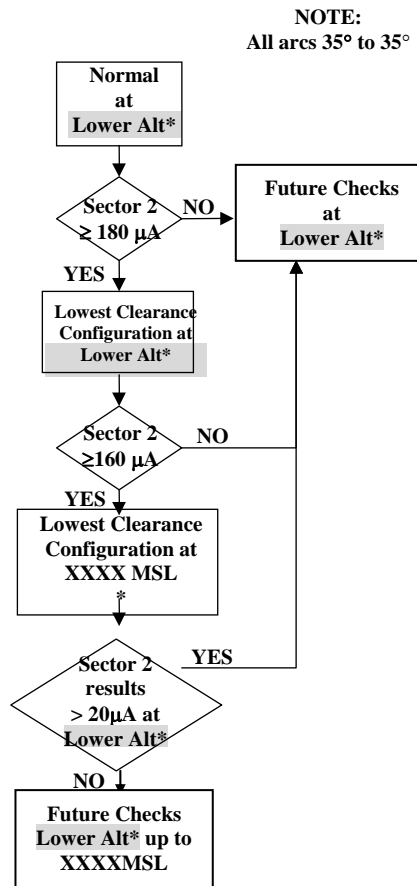 NOTE:
All arcs 35° to 35°
Normal
at
Lower Alt*
Sector 2
≥ 180 μA
NO
YES
Future Checks
at
Lower Alt*
Lowest Clearance
Configuration at
Lower Alt*
Sector 2
≥160 μA
NO
YES
Lowest Clearance
Configuration at
XXXX MSL
*
Sector 2
results
> 20μA at
Lower Alt*
YES
NO
Future Checks
Lower Alt* up to
XXXXMSL